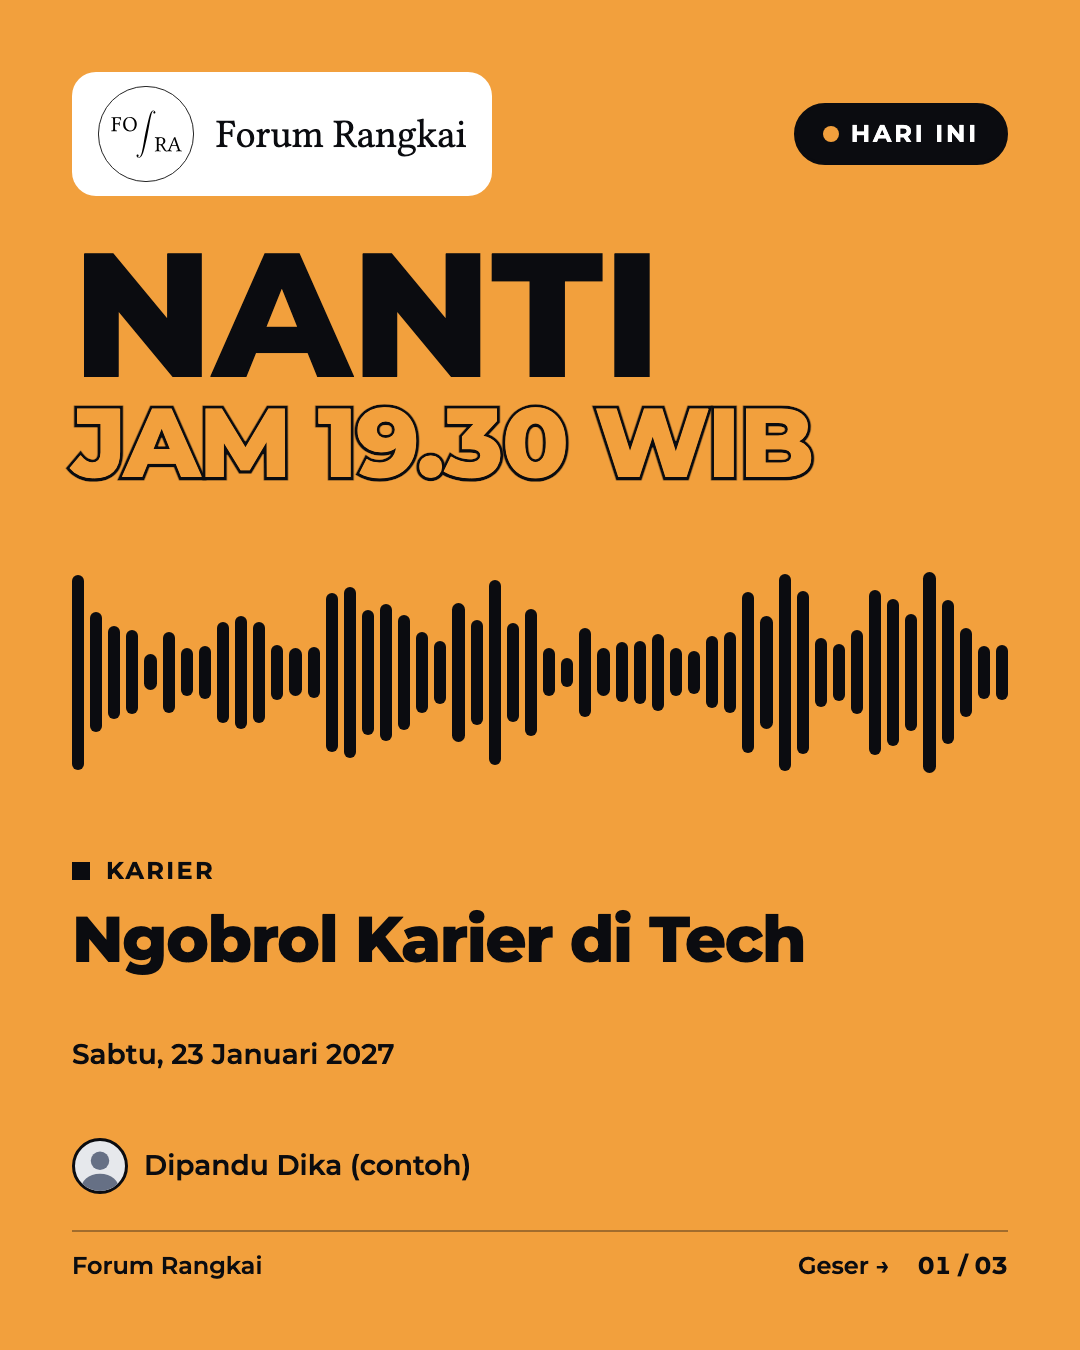 FO RA
Forum Rangkai
HARI INI
NANTI
JAM 19.30 WIB
KARIER
Ngobrol Karier di Tech
Sabtu, 23 Januari 2027
Dipandu Dika (contoh)
Forum Rangkai
Geser → 01 / 03